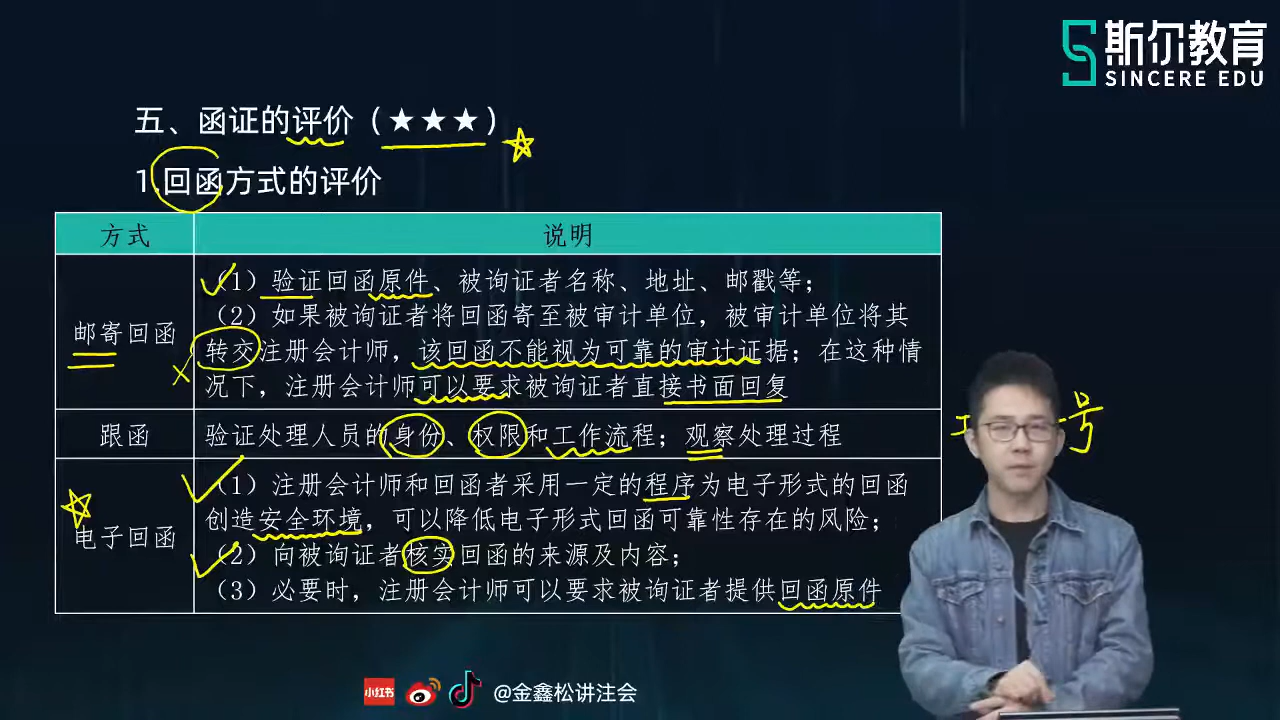 斯尔教育
SINCERE EDU
五、函证的评价（★★★）
1.回函方式的评价
方式 说明
邮寄回函
（1）验证回函原件、被询证者名称、地址、邮戳等；
（2）如果被询证者将回函寄至被审计单位，被审计单位将其
转交注册会计师，该回函不能视为可靠的审计证据；在这种情
况下，注册会计师可以要求被询证者直接书面回复
跟函 验证处理人员的身份、权限和工作流程；观察处理过程
电子回函
（1）注册会计师和回函者采用一定的程序为电子形式的回函
创造安全环境，可以降低电子形式回函可靠性存在的风险；
（2）向被询证者核实回函的来源及内容；
（3）必要时，注册会计师可以要求被询证者提供回函原件
号
小红书 @金鑫松讲注会